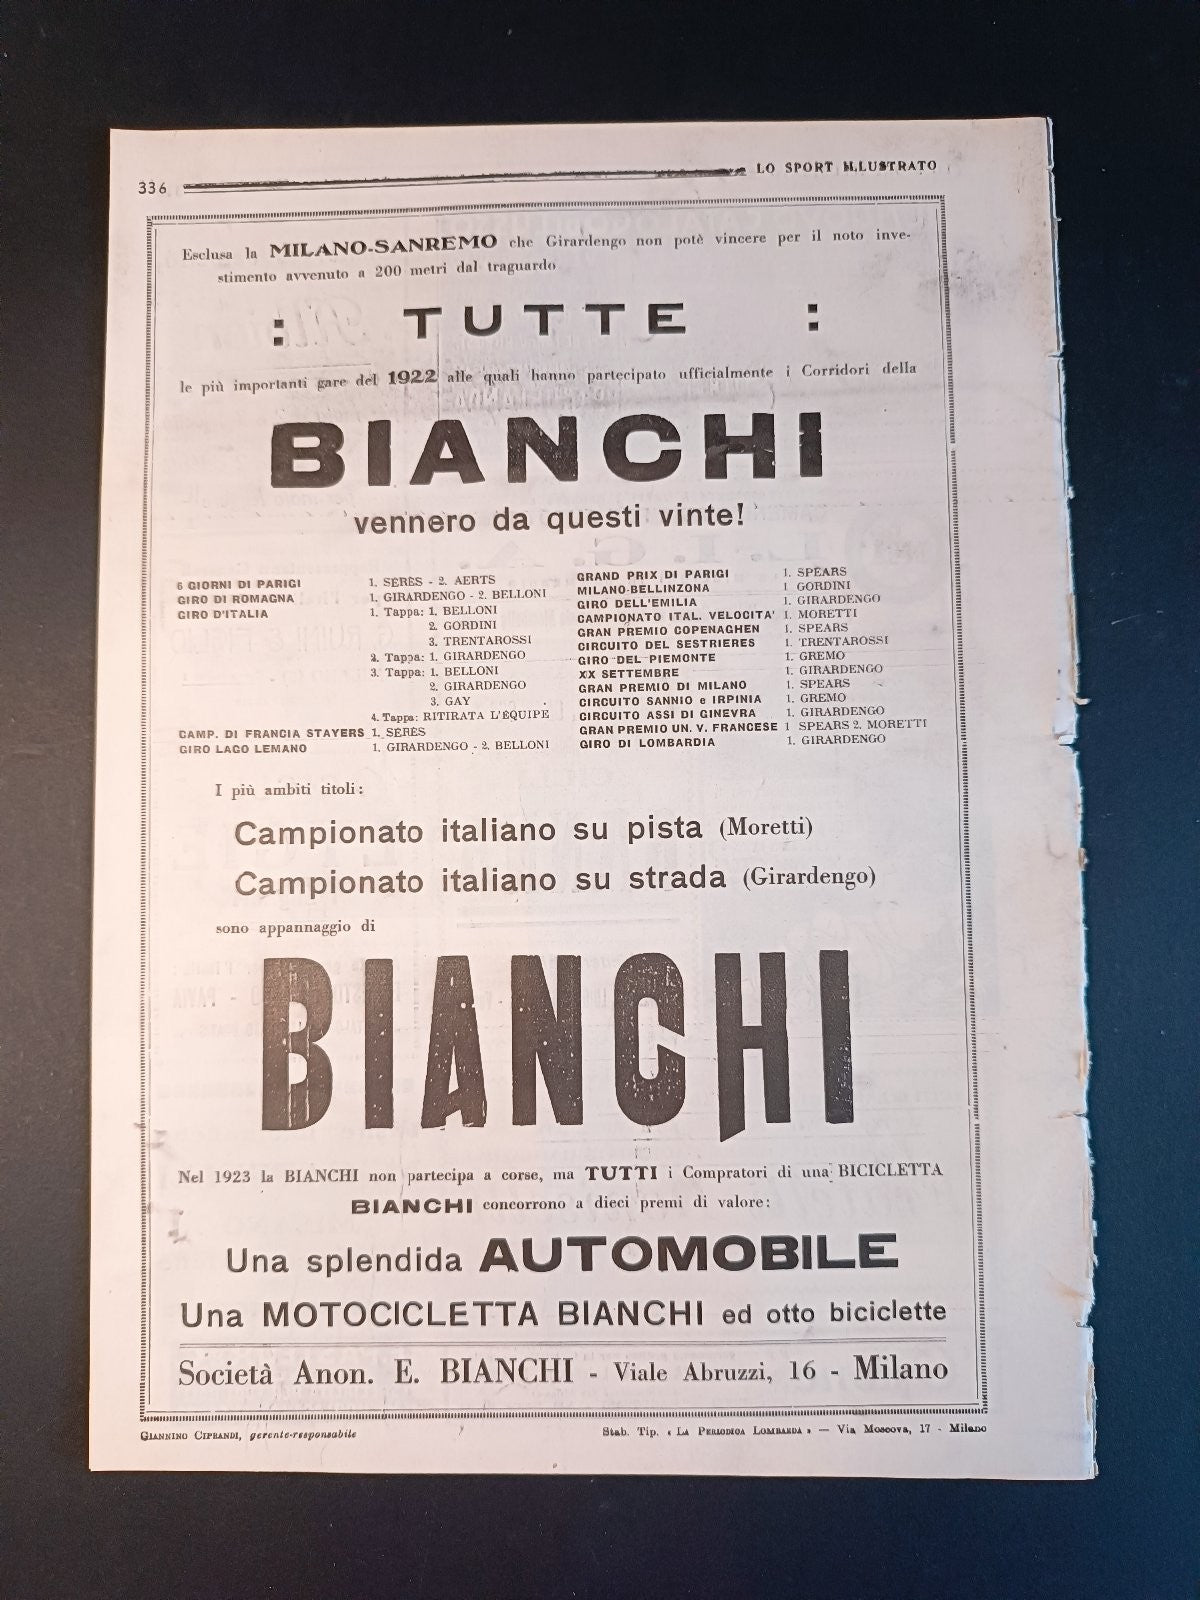 336
LO SPORT ILLUSTRATO
Esclusa la MILANO-SANREMO che Girardengo non potè vincere per il noto inve-
stimento avvenuto a 200 metri dal traguardo
: TUTTE :
le più importanti gare del 1922 alle quali hanno partecipato ufficialmente i Corridori della
BIANCHI
vennero da questi vinte!
6 GIORNI DI PARIGI 1. SERÈS - 2. AERTS
GIRO DI ROMAGNA 1. GIRARDENGO - 2. BELLONI
GIRO D'ITALIA 1. Tappa: 1. BELLONI
2. GORDINI
3. TRENTAROSSI
2. Tappa: 1. GIRARDENGO
3. Tappa: 1. BELLONI
2. GIRARDENGO
3. GAY
4. Tappa: RITIRATA L'ÉQUIPE
CAMP. DI FRANCIA STAYERS 1. SERÈS
GIRO LAGO LEMANO 1. GIRARDENGO - 2. BELLONI
GRAND PRIX DI PARIGI 1. SPEARS
MILANO-BELLINZONA 1 GORDINI
GIRO DELL'EMILIA 1. GIRARDENGO
CAMPIONATO ITAL. VELOCITA' 1. MORETTI
GRAN PREMIO COPENAGHEN 1. SPEARS
CIRCUITO DEL SESTRIERES 1. TRENTAROSSI
GIRO DEL PIEMONTE 1. GREMO
XX SETTEMBRE 1. GIRARDENGO
GRAN PREMIO DI MILANO 1. SPEARS
CIRCUITO SANNIO e IRPINIA 1. GREMO
CIRCUITO ASSI DI GINEVRA 1. GIRARDENGO
GRAN PREMIO UN. V. FRANCESE 1 SPEARS 2. MORETTI
GIRO DI LOMBARDIA 1. GIRARDENGO
I più ambiti titoli:
Campionato italiano su pista (Moretti)
Campionato italiano su strada (Girardengo)
sono appannaggio di
BIANCHI
Nel 1923 la BIANCHI non partecipa a corse, ma TUTTI i Compratori di una BICICLETTA
BIANCHI concorrono a dieci premi di valore:
Una splendida AUTOMOBILE
Una MOTOCICLETTA BIANCHI ed otto biciclette
Società Anon. E. BIANCHI - Viale Abruzzi, 16 - Milano
GIANNINO CIPRANDI, gerente-responsabile
Stab. Tip. « LA PERIODICA LOMBARDA » — Via Moscova, 17 - Milano